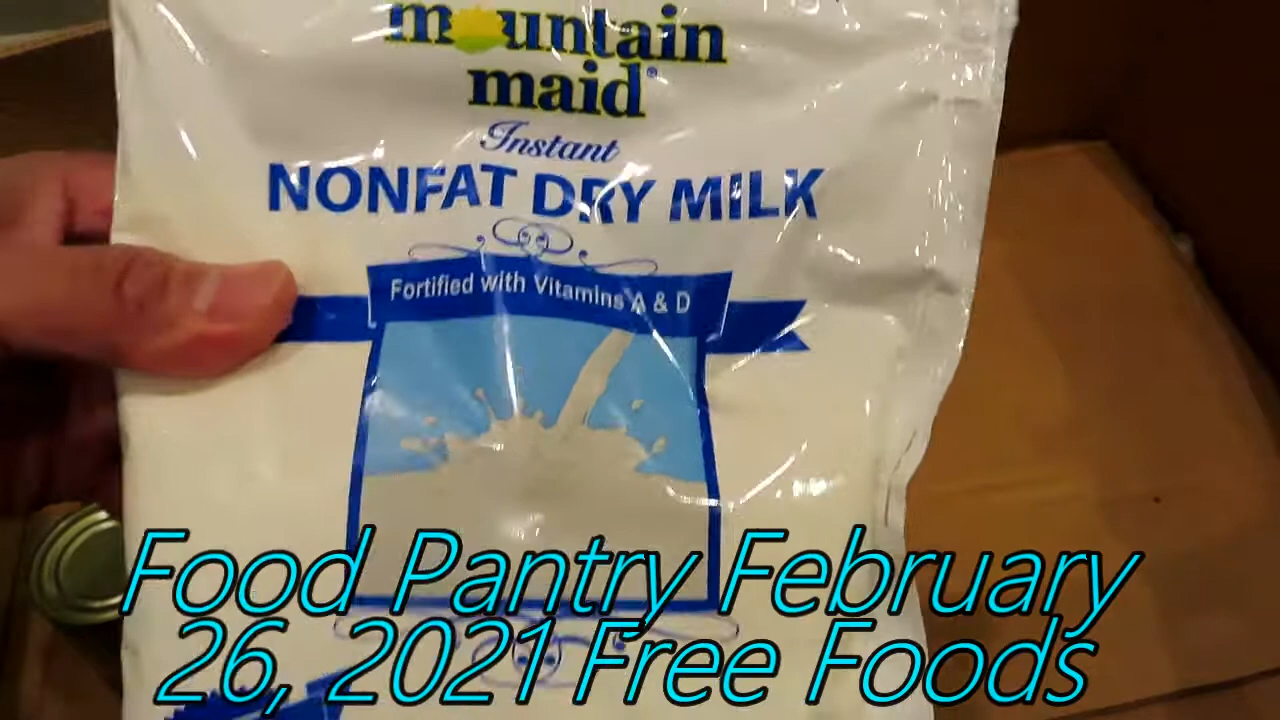 mountain
maid®
Instant
NONFAT DRY MILK
Fortified with Vitamins A & D
Food Pantry February
26, 2021 Free Foods